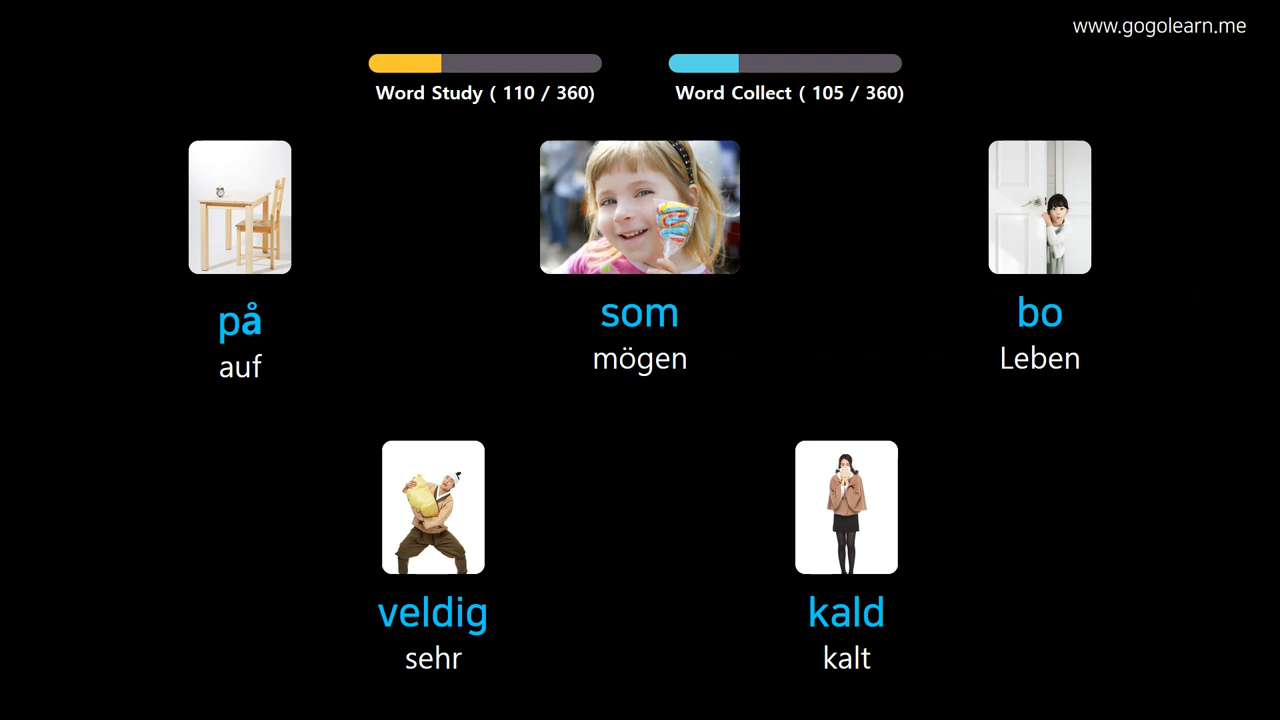 www.gogolearn.me
Word Study ( 110 / 360)
Word Collect ( 105 / 360)
på
auf
som
mögen
bo
Leben
veldig
sehr
kald
kalt